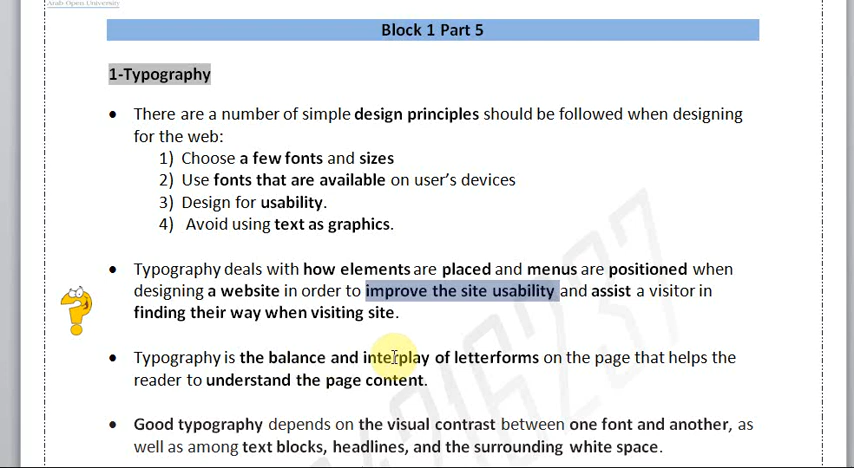 Arab Open University
Block 1 Part 5
1-Typography
• There are a number of simple design principles should be followed when designing
for the web:
1) Choose a few fonts and sizes
2) Use fonts that are available on user’s devices
3) Design for usability.
4) Avoid using text as graphics.
• Typography deals with how elements are placed and menus are positioned when
designing a website in order to improve the site usability and assist a visitor in
finding their way when visiting site.
• Typography is the balance and interplay of letterforms on the page that helps the
reader to understand the page content.
• Good typography depends on the visual contrast between one font and another, as
well as among text blocks, headlines, and the surrounding white space.